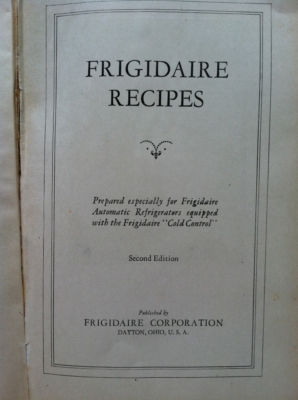 FRIGIDAIRE
RECIPES
Prepared especially for Frigidaire
Automatic Refrigerators equipped
with the Frigidaire "Cold Control"
Second Edition
Published by
FRIGIDAIRE CORPORATION
DAYTON, OHIO, U. S. A.